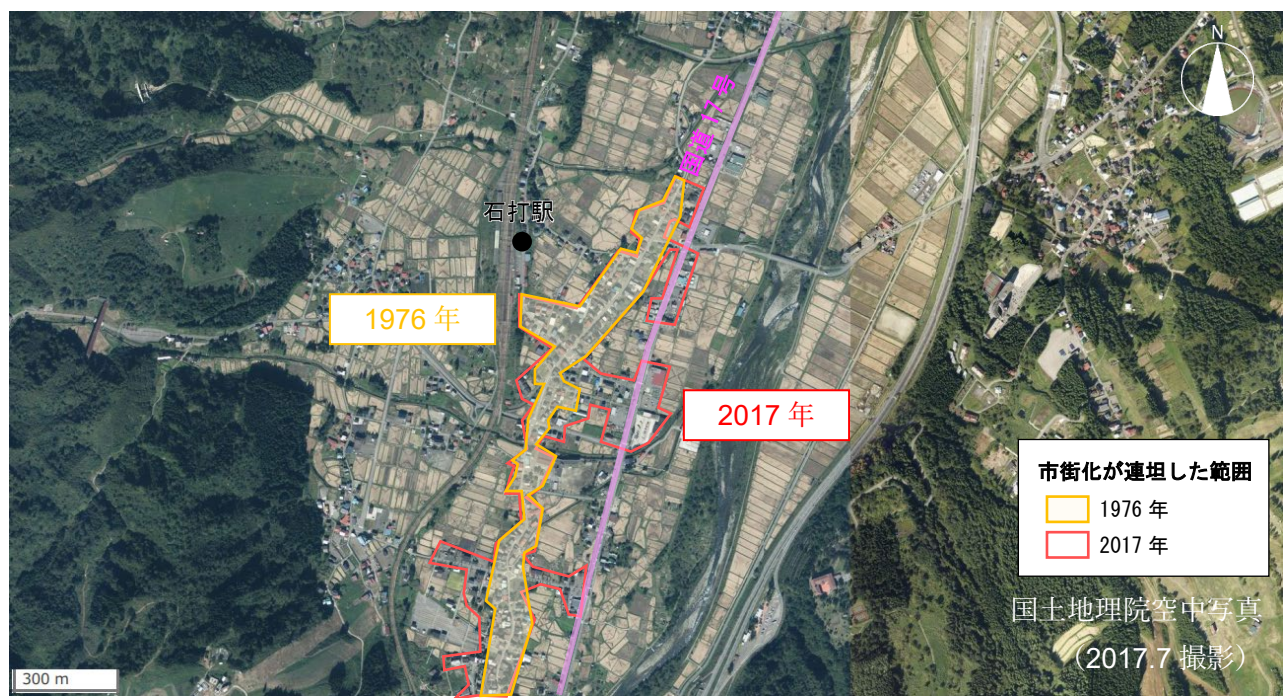 N
国道 17 号
石打駅
1976 年
2017 年
市街化が連坦した範囲
1976 年
2017 年
国土地理院空中写真
（2017.7 撮影）
300 m